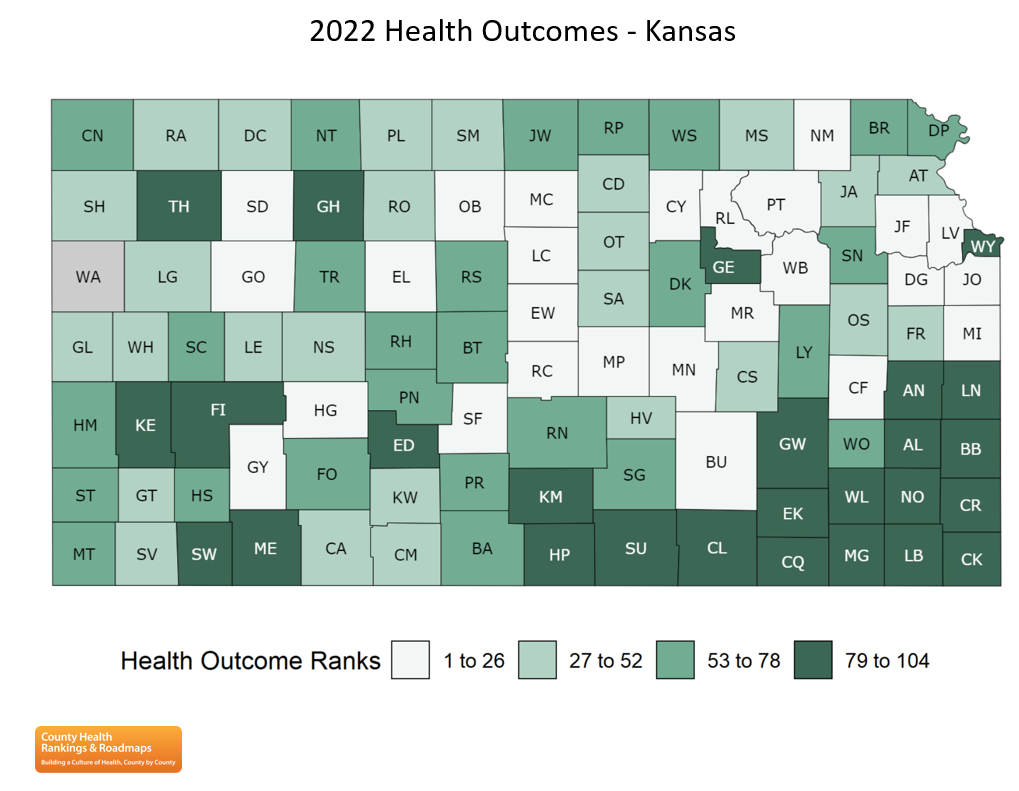 2022 Health Outcomes - Kansas
CN RA DC NT PL SM JW RP WS MS NM BR DP
SH TH SD GH RO OB MC CD CY RL PT JA AT JF LV WY
WA LG GO TR EL RS LC OT DK GE WB SN DG JO
GL WH SC LE NS RH BT EW SA MR LY OS FR MI
HM KE FI HG PN RC MP MN CS CF AN LN
GY ED SF RN HV BU GW WO AL BB
ST GT HS FO KW PR KM SG EK WL NO CR
MT SV SW ME CA CM BA HP SU CL CQ MG LB CK
Health Outcome Ranks 1 to 26 27 to 52 53 to 78 79 to 104
County Health
Rankings & Roadmaps
Building a Culture of Health, County by County